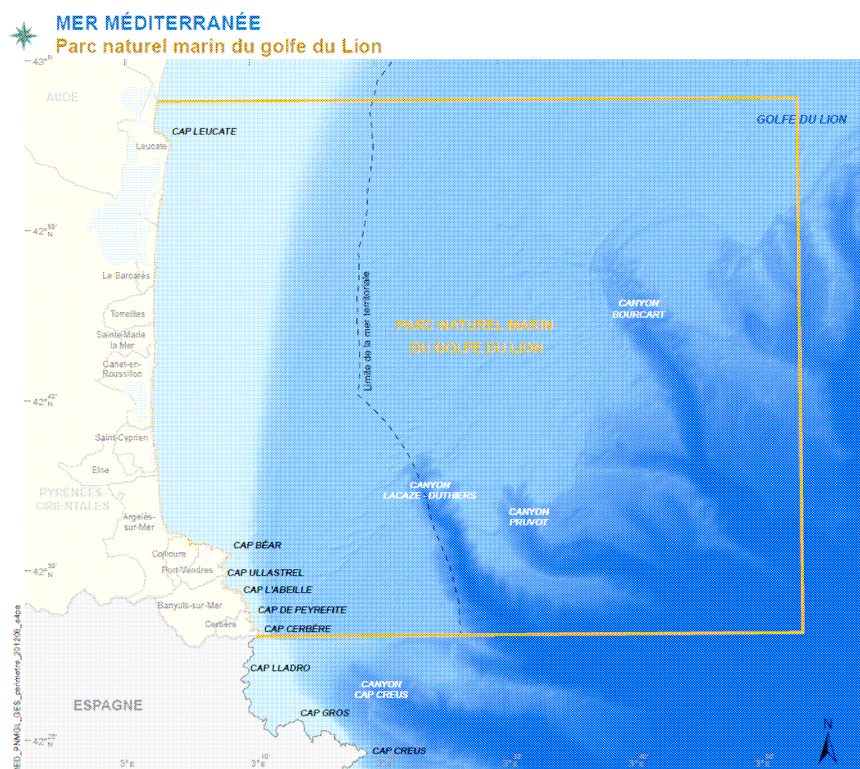 MER MÉDITERRANÉE
Parc naturel marin du golfe du Lion
AUDE
GOLFE DU LION
CAP LEUCATE
Leucate
Le Barcarès
Torreilles
Sainte-Marie
la Mer
Canet-en-
Roussillon
Limite de la mer territoriale
CANYON
BOURCART
PARC NATUREL MARIN
DU GOLFE DU LION
Saint-Cyprien
Elne
PYRÉNÉES
ORIENTALES
Argelès-
sur-Mer
CANYON
LACAZE - DUTHIERS
CANYON
PRUVOT
CAP BÉAR
Collioure
Port-Vendres
CAP ULLASTREL
CAP L'ABEILLE
Banyuls-sur-Mer
CAP DE PEYREFITE
Cerbère
CAP CERBÈRE
CAP LLADRO
CANYON
CAP CREUS
ESPAGNE
CAP GROS
CAP CREUS
N